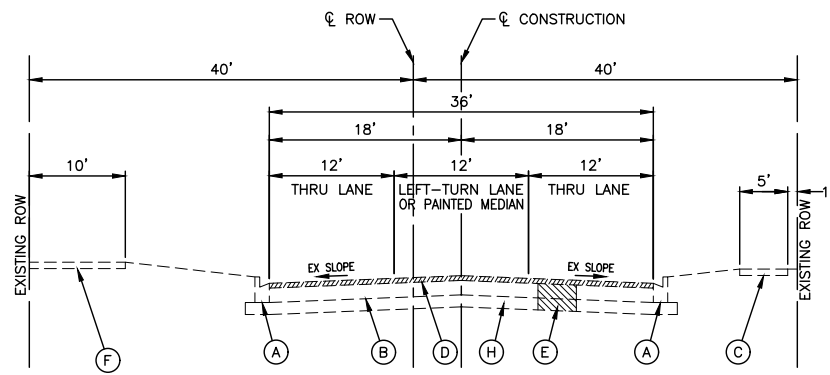 ℄ ROW
℄ CONSTRUCTION
40'
40'
36'
18'
18'
10'
12'
12'
12'
5'
1
THRU LANE
LEFT-TURN LANE
OR PAINTED MEDIAN
THRU LANE
EXISTING ROW
EX SLOPE
EX SLOPE
EXISTING ROW
F
A
B
D
H
E
A
C